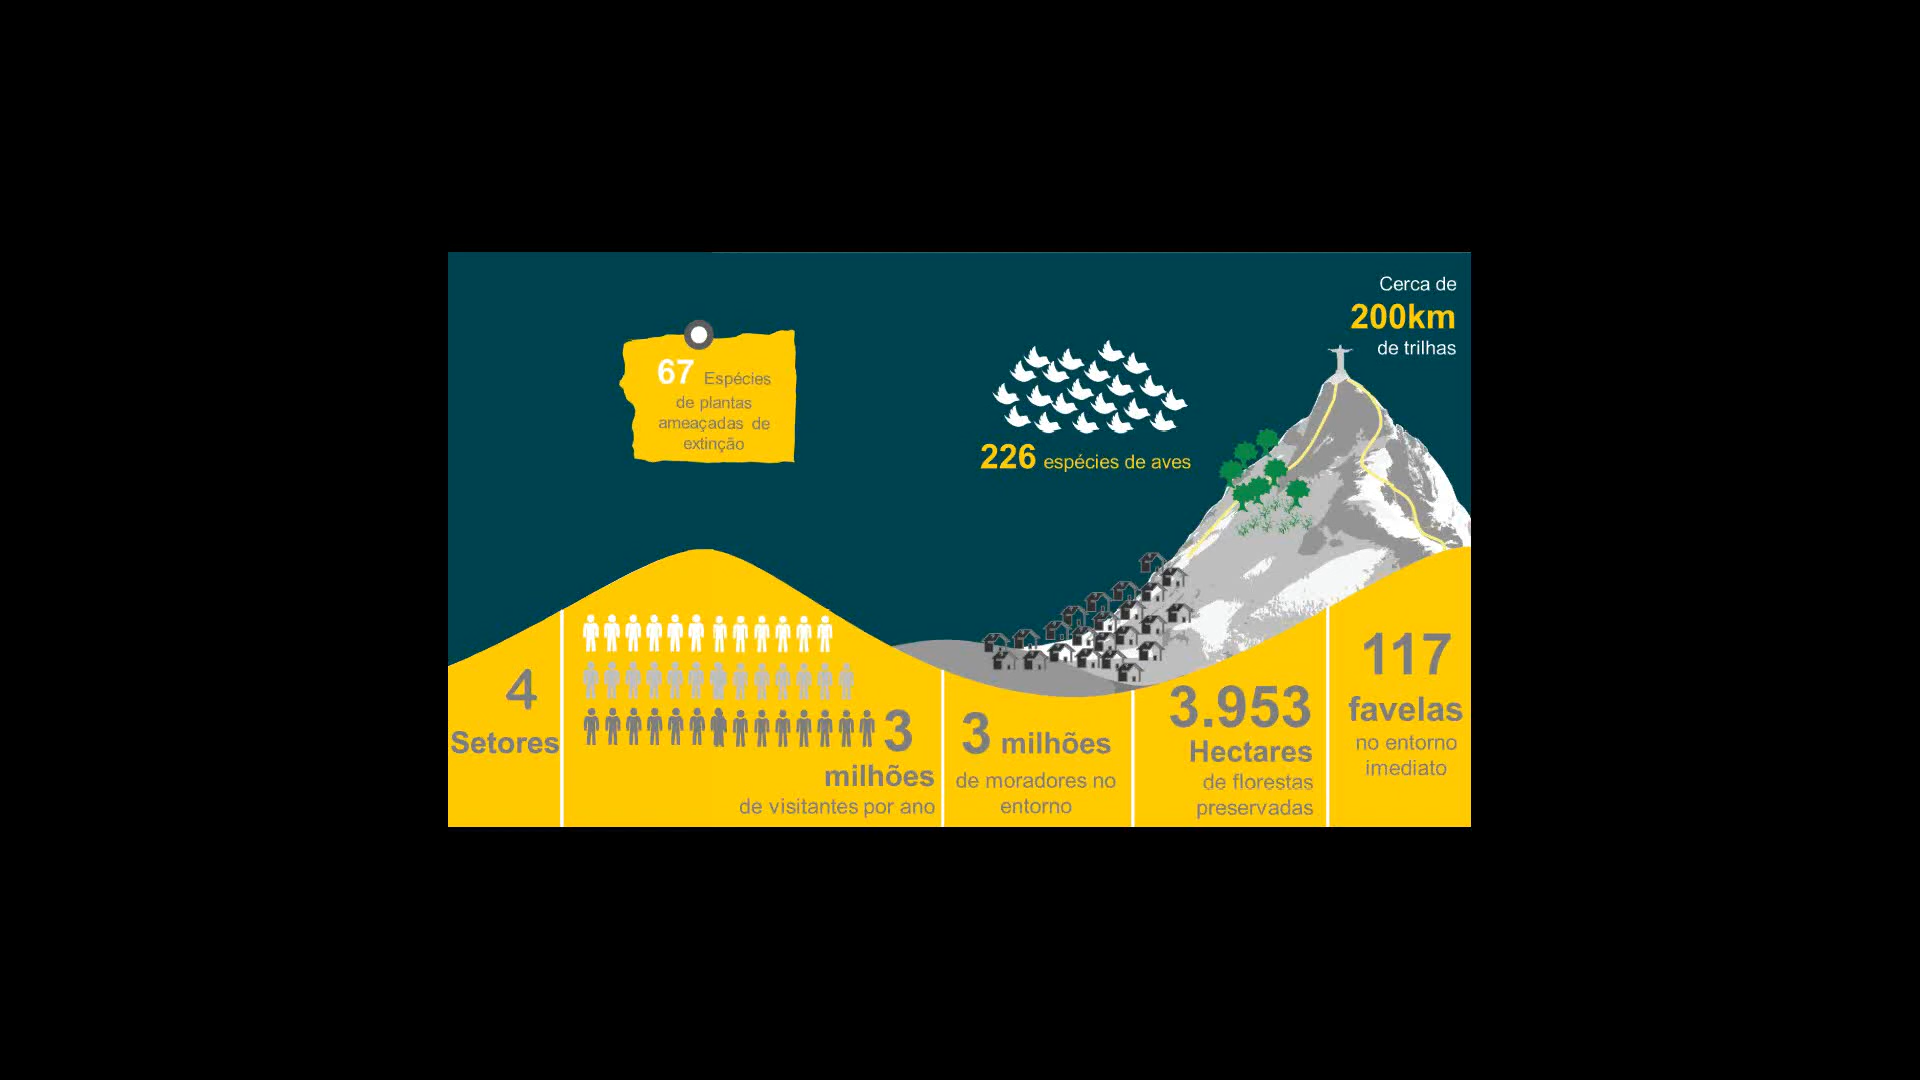 Cerca de
200km
de trilhas
67 Espécies
de plantas
ameaçadas de
extinção
226 espécies de aves
4
Setores
3
milhões
de visitantes por ano
3 milhões
de moradores no
entorno
3.953
Hectares
de florestas
preservadas
117
favelas
no entorno
imediato